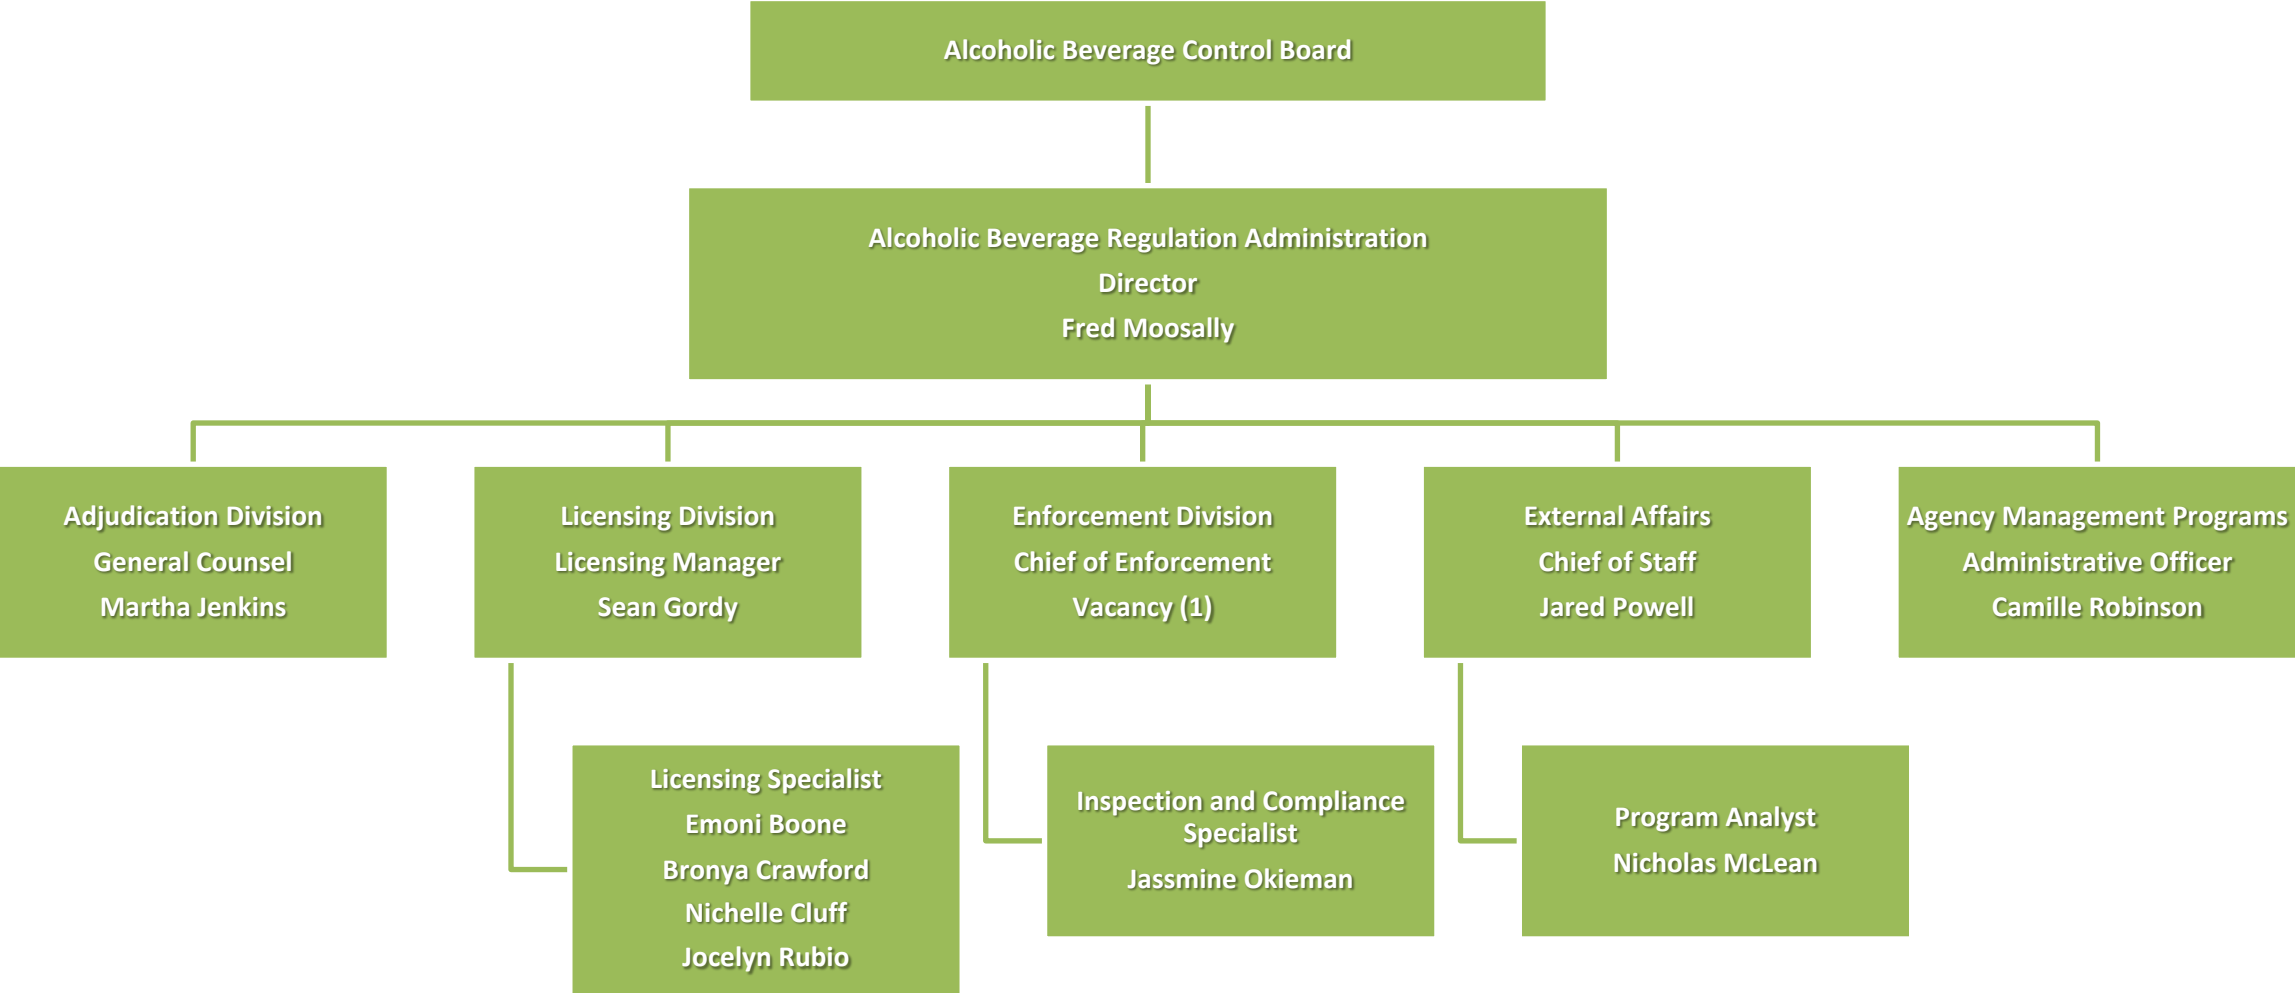 Alcoholic Beverage Control Board
Alcoholic Beverage Regulation Administration
Director
Fred Moosally
Adjudication Division
General Counsel
Martha Jenkins
Licensing Division
Licensing Manager
Sean Gordy
Enforcement Division
Chief of Enforcement
Vacancy (1)
External Affairs
Chief of Staff
Jared Powell
Agency Management Programs
Administrative Officer
Camille Robinson
Licensing Specialist
Emoni Boone
Bronya Crawford
Nichelle Cluff
Jocelyn Rubio
Inspection and Compliance
Specialist
Jassmine Okieman
Program Analyst
Nicholas McLean